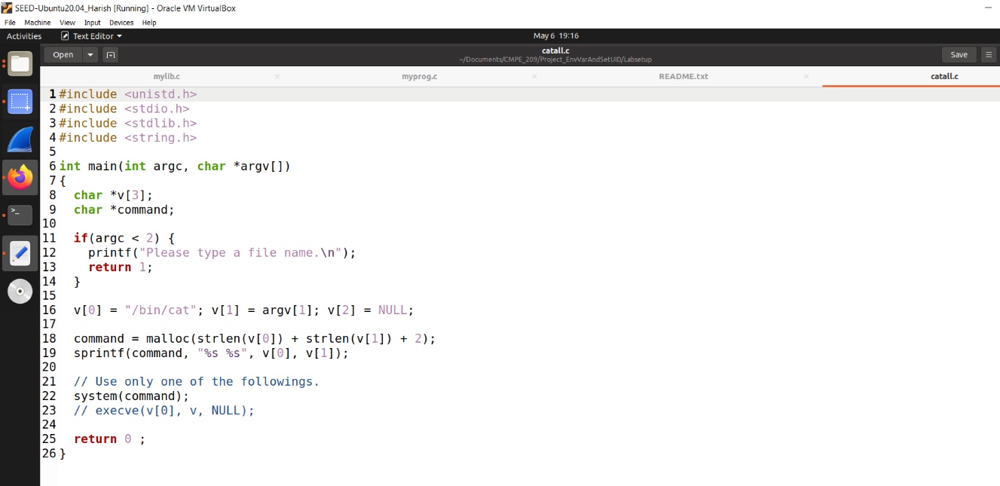 SEED-Ubuntu20.04_Harish [Running] - Oracle VM VirtualBox
File Machine View Input Devices Help
Activities Text Editor May 6 19:16
Open catall.c Save
~/Documents/CMPE_209/Project_EnvVarAndSetUID/Labsetup
mylib.c myprog.c README.txt catall.c
1 #include <unistd.h>
2 #include <stdio.h>
3 #include <stdlib.h>
4 #include <string.h>
5
6 int main(int argc, char *argv[])
7 {
8   char *v[3];
9   char *command;
10
11   if(argc < 2) {
12     printf("Please type a file name.\n");
13     return 1;
14   }
15
16   v[0] = "/bin/cat"; v[1] = argv[1]; v[2] = NULL;
17
18   command = malloc(strlen(v[0]) + strlen(v[1]) + 2);
19   sprintf(command, "%s %s", v[0], v[1]);
20
21   // Use only one of the followings.
22   system(command);
23   // execve(v[0], v, NULL);
24
25   return 0 ;
26 }